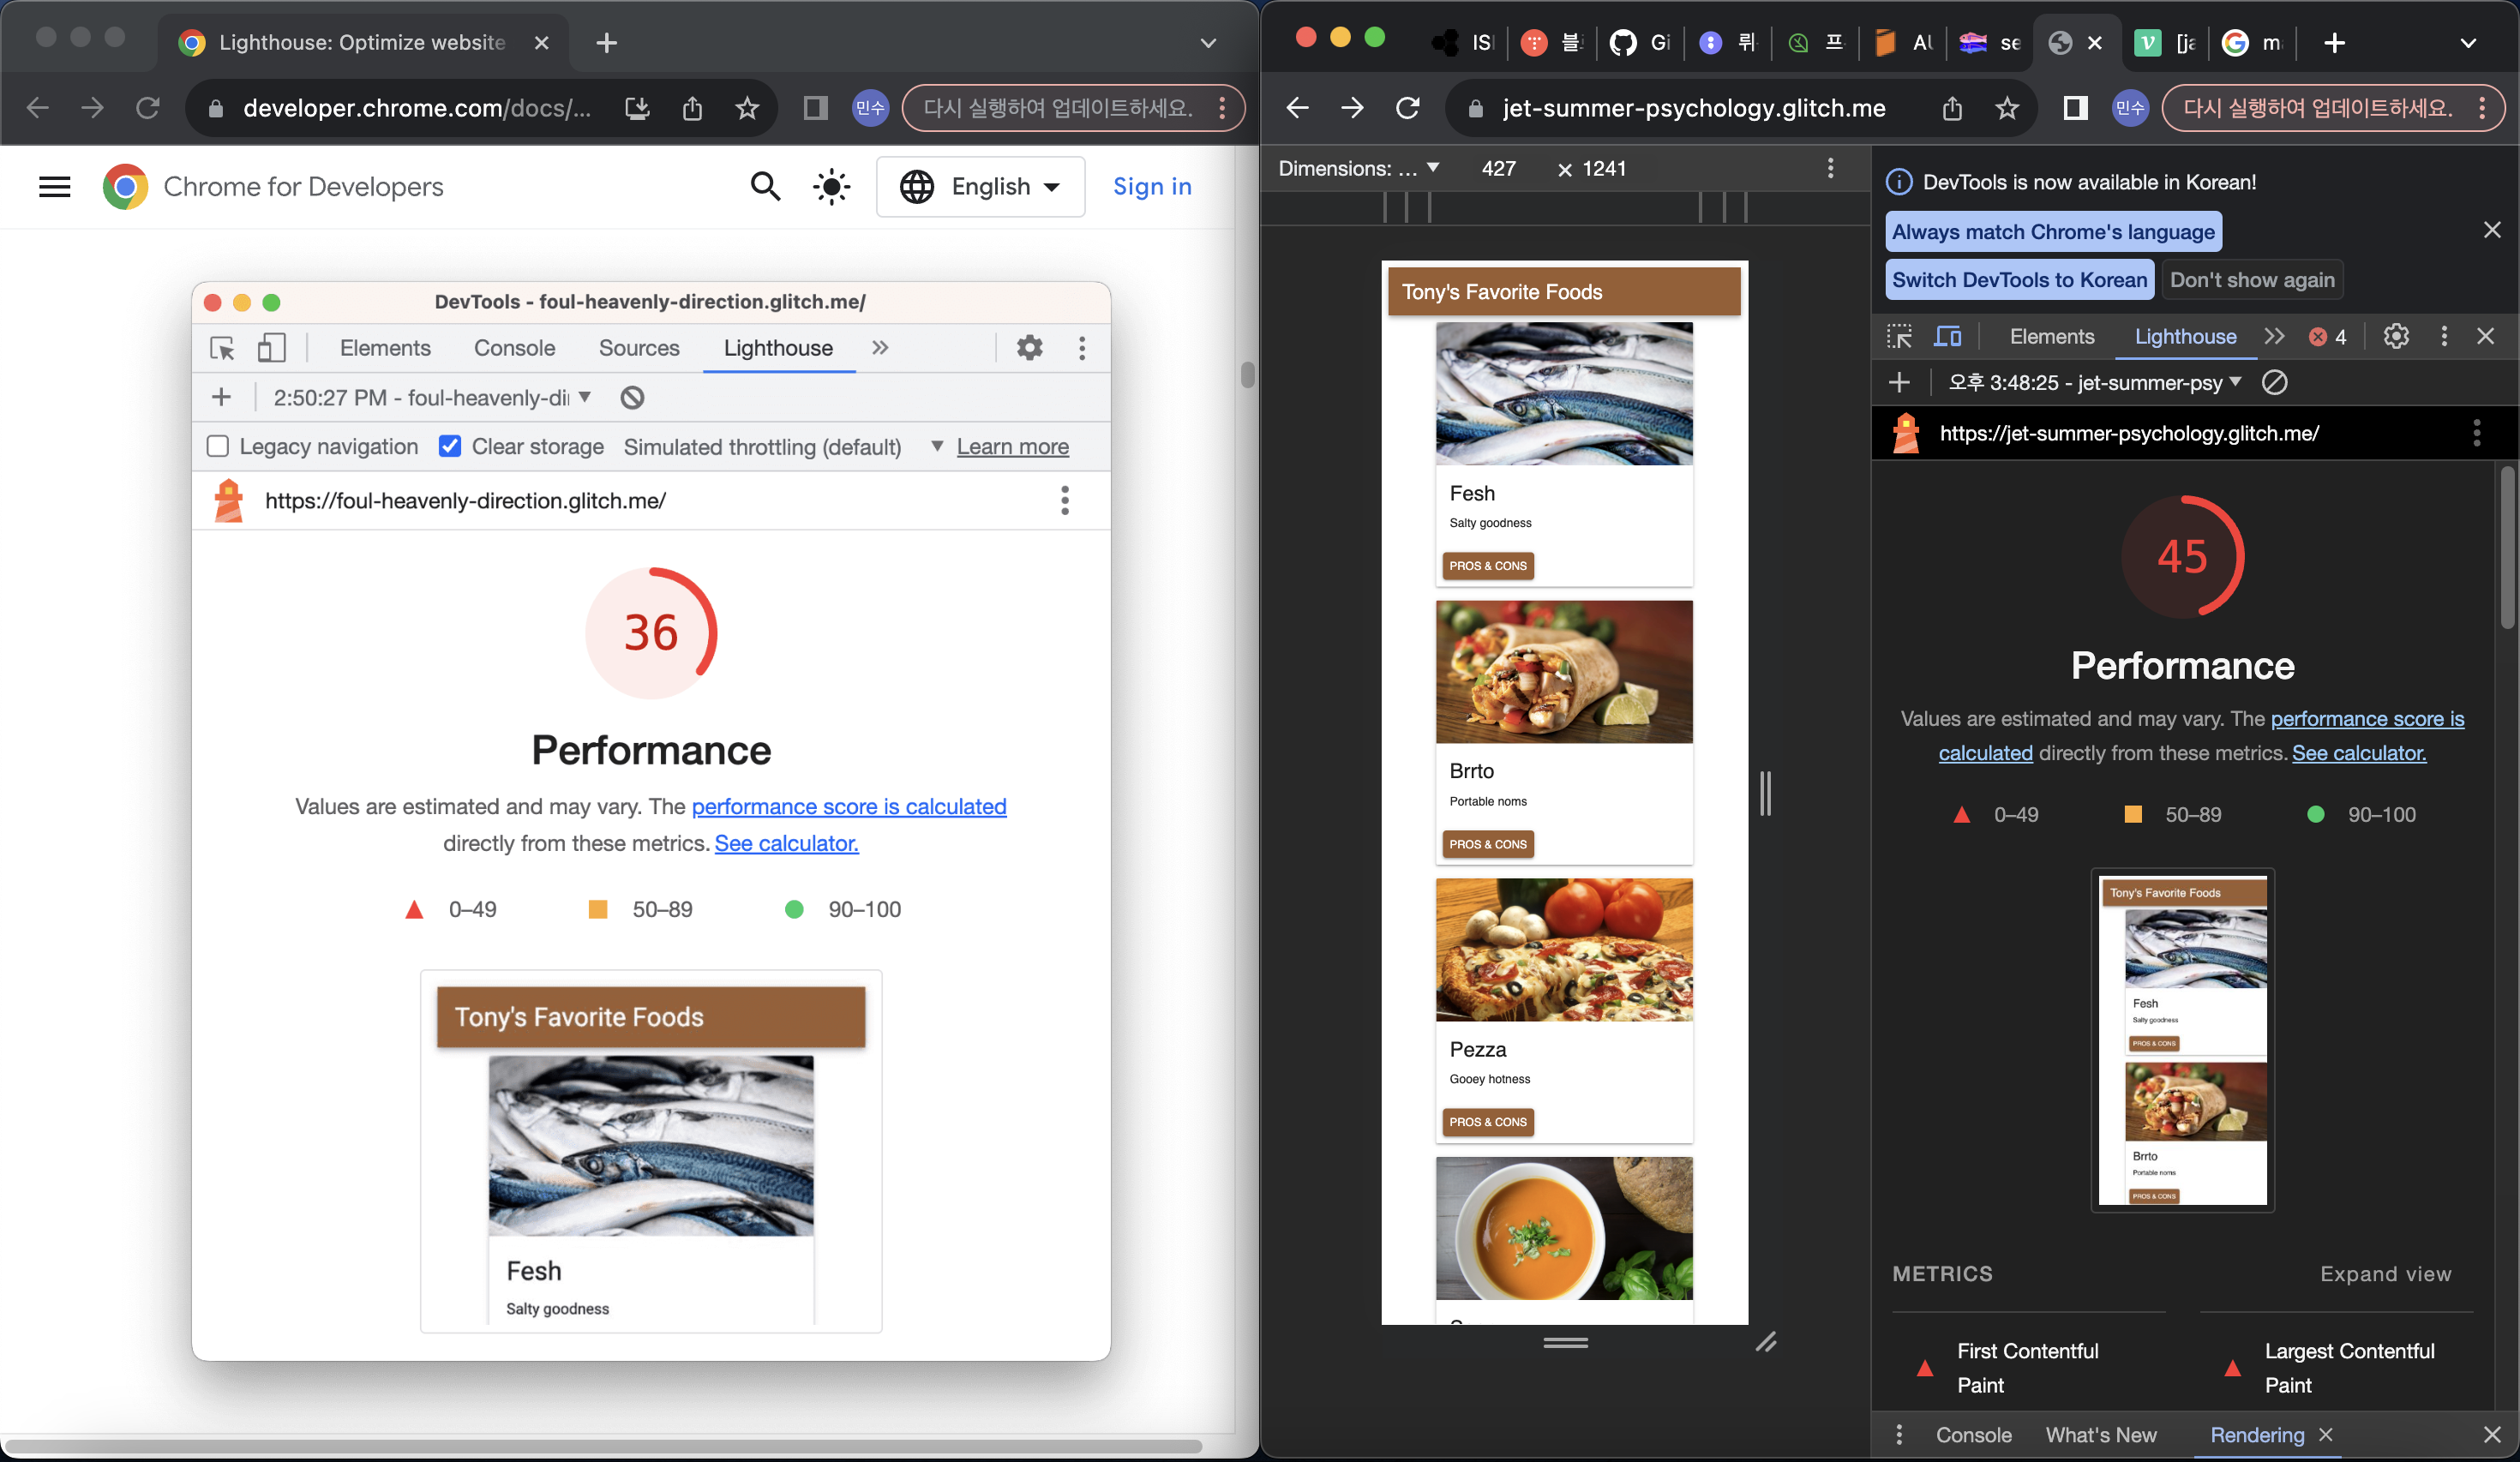 Lighthouse: Optimize website
developer.chrome.com/docs/...
민수
다시 실행하여 업데이트하세요.
Chrome for Developers
English
Sign in
DevTools - foul-heavenly-direction.glitch.me/
Elements
Console
Sources
Lighthouse
2:50:27 PM - foul-heavenly-di
Legacy navigation
Clear storage
Simulated throttling (default)
Learn more
https://foul-heavenly-direction.glitch.me/
36
Performance
Values are estimated and may vary. The performance score is calculated
directly from these metrics. See calculator.
0–49
50–89
90–100
Tony's Favorite Foods
Fesh
Salty goodness
IS
블
Gi
뤼
프
se
[ja
m
jet-summer-psychology.glitch.me
민수
다시 실행하여 업데이트하세요.
Dimensions: ...
427
× 1241
Tony's Favorite Foods
Fesh
Salty goodness
PROS & CONS
Brrto
Portable noms
PROS & CONS
Pezza
Gooey hotness
PROS & CONS
DevTools is now available in Korean!
Always match Chrome's language
Switch DevTools to Korean
Don't show again
Elements
Lighthouse
4
오후 3:48:25 - jet-summer-psy
https://jet-summer-psychology.glitch.me/
45
Performance
Values are estimated and may vary. The performance score is
calculated directly from these metrics. See calculator.
0–49
50–89
90–100
Tony's Favorite Foods
Fesh
Salty goodness
PROS & CONS
Brrto
Portable noms
PROS & CONS
METRICS
Expand view
First Contentful
Paint
Largest Contentful
Paint
Console
What's New
Rendering